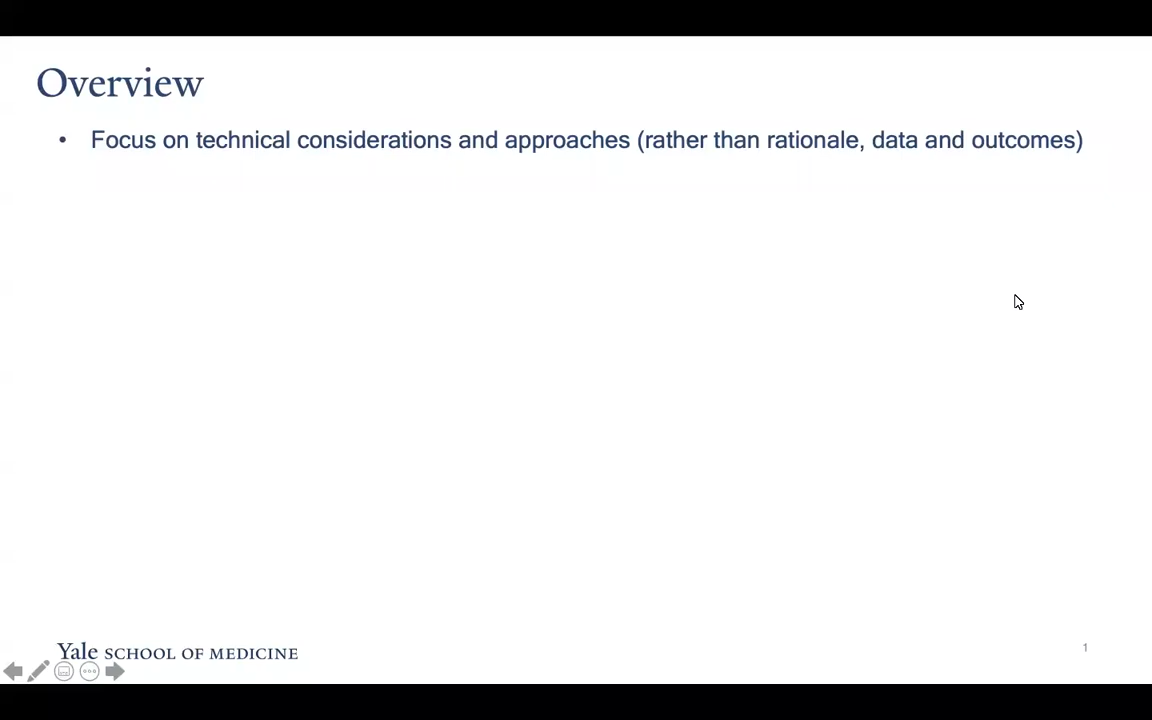 Overview
• Focus on technical considerations and approaches (rather than rationale, data and outcomes)
Yale SCHOOL OF MEDICINE
1